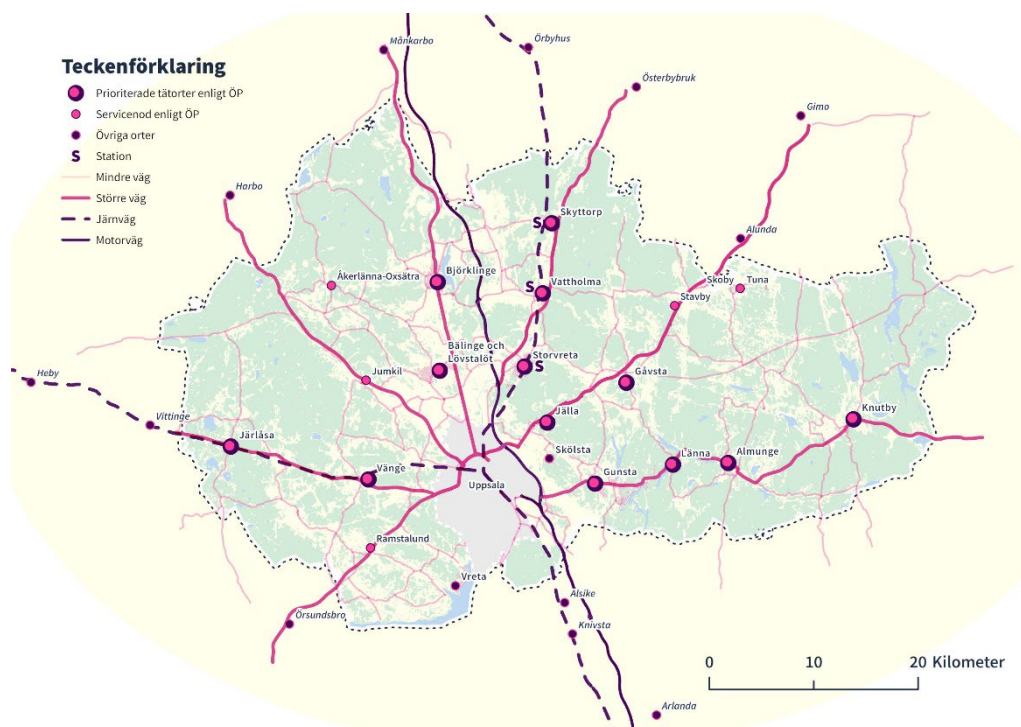 Teckenförklaring
Prioriterade tätorter enligt ÖP
Servicenod enligt ÖP
Övriga orter
S Station
Mindre väg
Större väg
Järnväg
Motorväg
Månkarbo
Örbyhus
Österbybruk
Gimo
Harbo
Skyttorp
S
Alunda
Åkerlänna-Oxsätra
Björklinge
S
Vattholma
Skoby
Tuna
Stavby
Bälinge och
Lövstalöt
Storvreta
S
Heby
Jumkil
Gåvsta
Vittinge
Järlåsa
Jälla
Knutby
Skölsta
Länna
Almunge
Vänge
Gunsta
Uppsala
Ramstalund
Vreta
Alsike
Örsundsbro
Knivsta
Arlanda
0 10 20 Kilometer